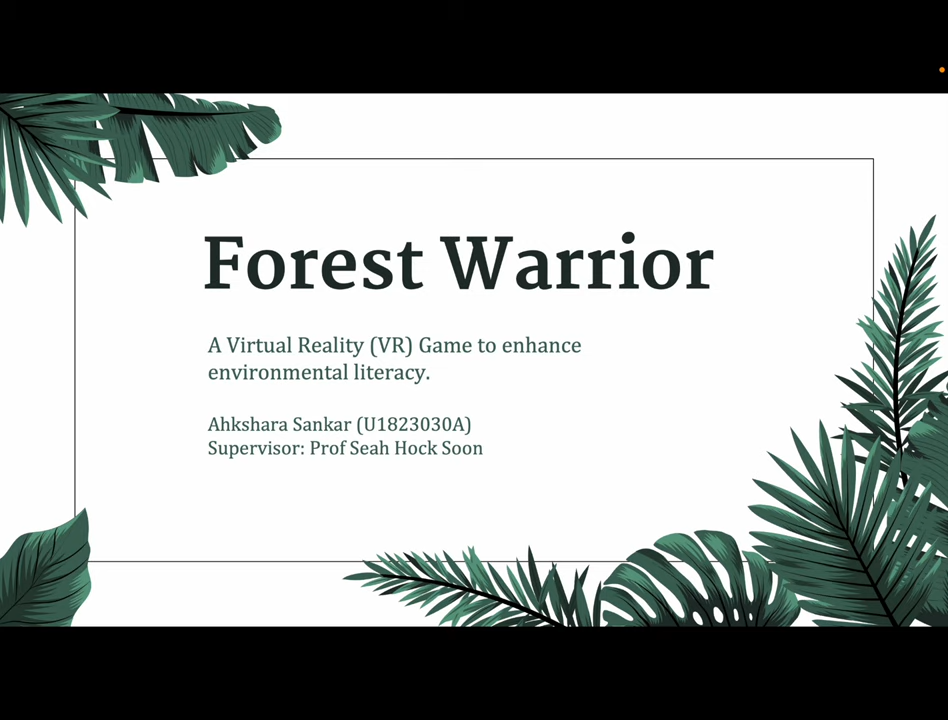 Forest Warrior
A Virtual Reality (VR) Game to enhance
environmental literacy.
Ahkshara Sankar (U1823030A)
Supervisor: Prof Seah Hock Soon